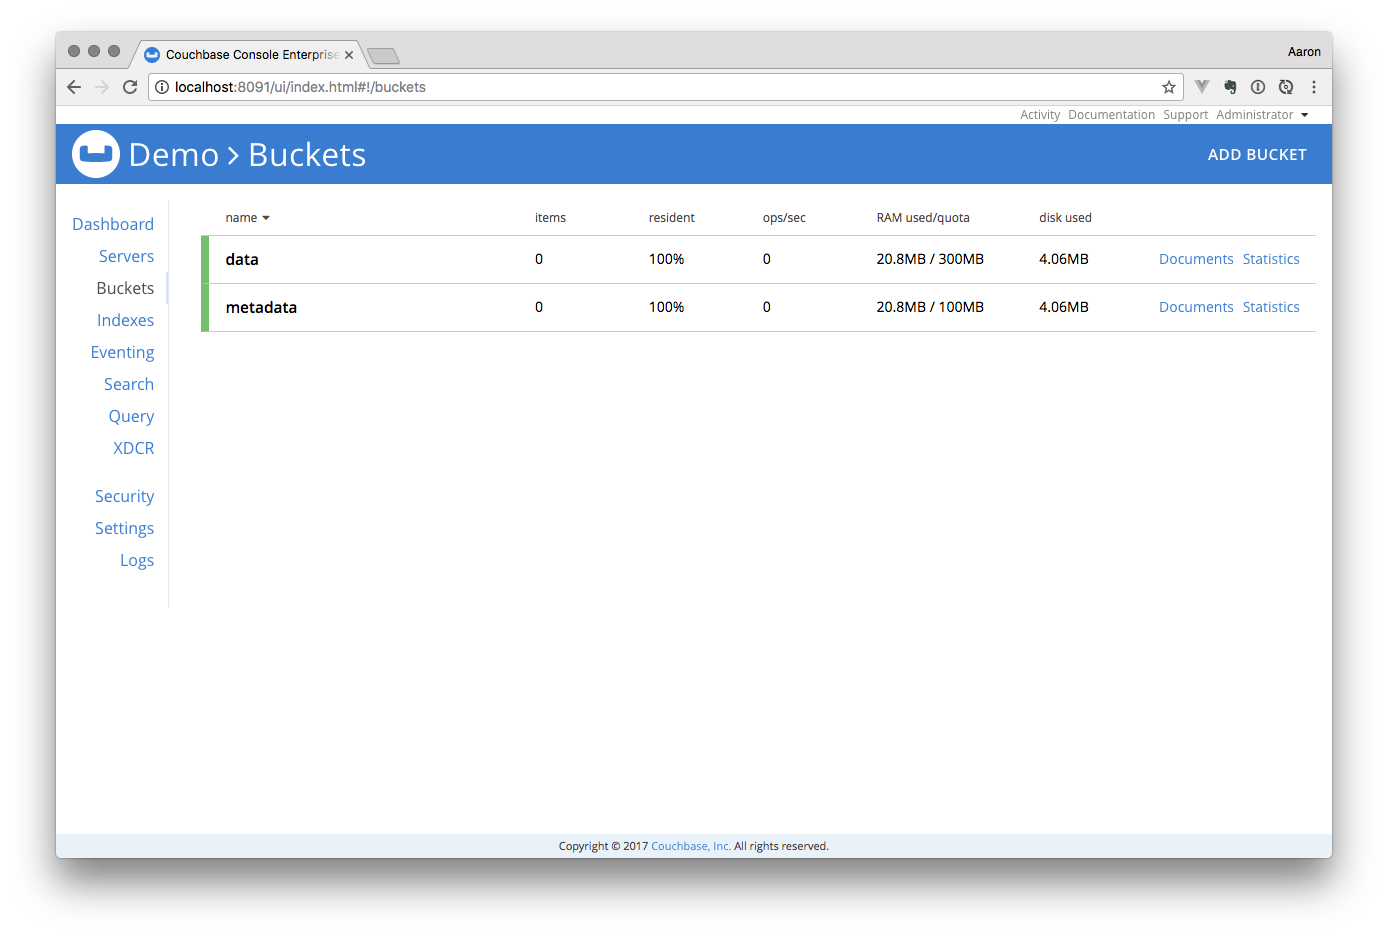 Couchbase Console Enterprise
Aaron
localhost:8091/ui/index.html#!/buckets
Activity Documentation Support Administrator
Demo > Buckets
ADD BUCKET
Dashboard
Servers
Buckets
Indexes
Eventing
Search
Query
XDCR
Security
Settings
Logs
name items resident ops/sec RAM used/quota disk used
data 0 100% 0 20.8MB / 300MB 4.06MB Documents Statistics
metadata 0 100% 0 20.8MB / 100MB 4.06MB Documents Statistics
Copyright © 2017 Couchbase, Inc. All rights reserved.